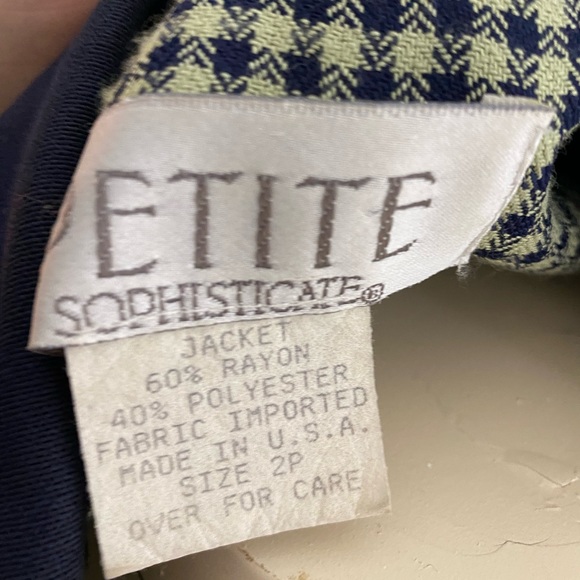 ETITE
SOPHISTICATE®
JACKET
60% RAYON
40% POLYESTER
FABRIC IMPORTED
MADE IN U.S.A.
SIZE 2P
OVER FOR CARE